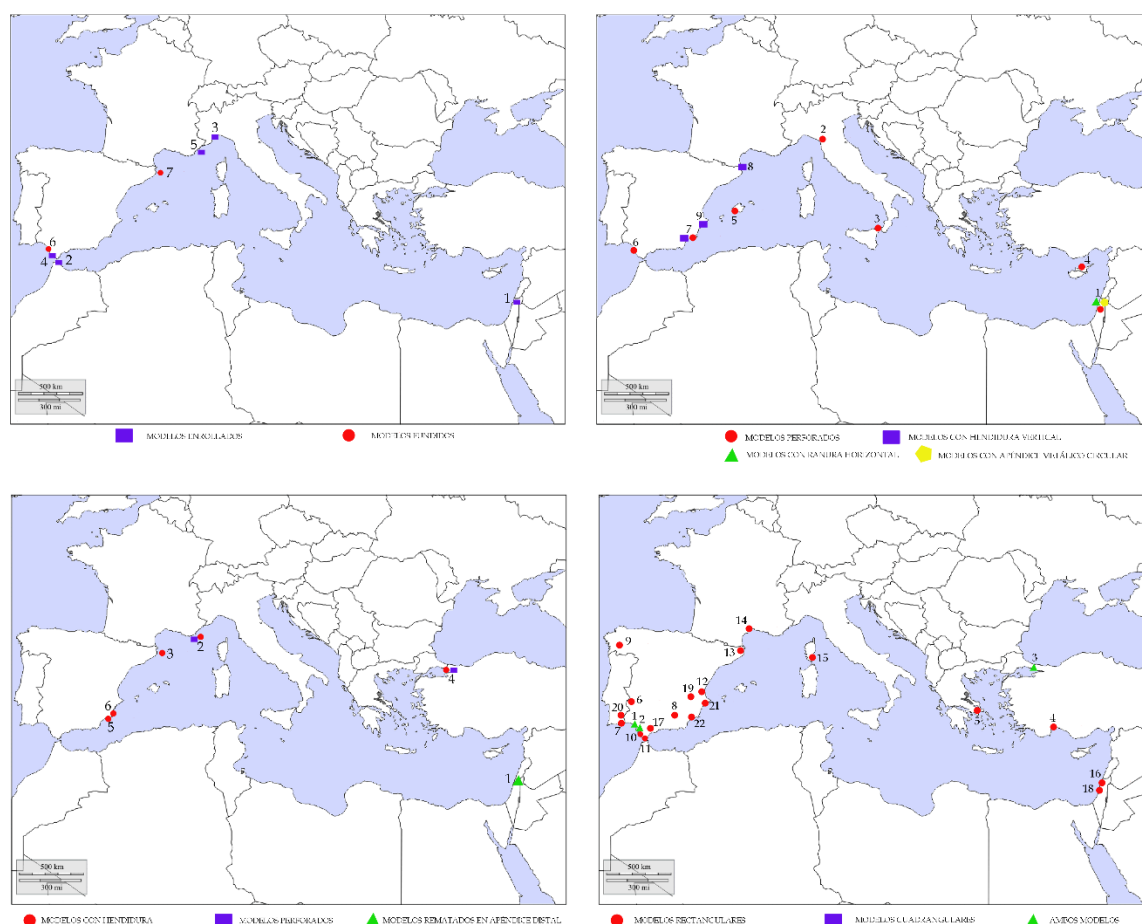 3
5
7
6
4
2
1
500 km
300 mi
MODELOS ENROLLADOS
MODELOS FUNDIDOS
2
8
5
9
7
3
6
4
1
500 km
300 mi
MODELOS PERFORADOS
MODELOS CON HENDIDURA VERTICAL
MODELOS CON RANURA HORIZONTAL
MODELOS CON APÉNDICE METÁLICO CIRCULAR
2
3
4
6
5
1
500 km
300 mi
MODELOS CON HENDIDURA
MODELOS PERFORADOS
MODELOS REMATADOS EN APENDICE DISTAL
14
9
13
15
3
12
19
6
21
20
1
8
5
4
2
17
22
7
10
11
16
18
500 km
300 mi
MODELOS RECTANGULARES
MODELOS CUADRANGULARES
AMBOS MODELOS